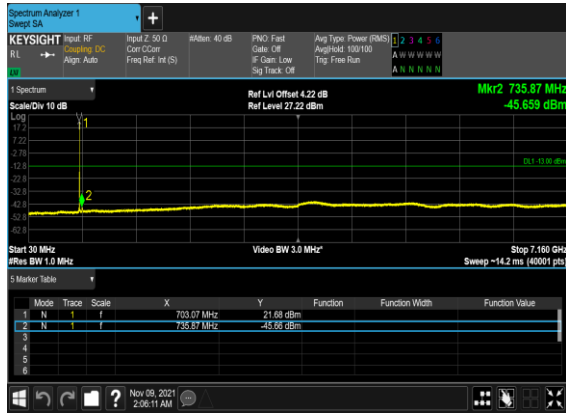 Spectrum Analyzer 1
Swept SA
+
KEYSIGHT Input: RF Input Z: 50 Ω #Atten: 40 dB PNO: Fast Avg Type: Power (RMS) 1 2 3 4 5 6
RL Coupling: DC Corr CCorr Gate: Off Avg|Hold: 100/100 A W W W W W
Align: Auto Freq Ref: Int (S) IF Gain: Low Trig: Free Run
LW Sig Track: Off A N N N N N
1 Spectrum Ref Lvl Offset 4.22 dB Mkr2 735.87 MHz
Scale/Div 10 dB Ref Level 27.22 dBm -45.659 dBm
Log
17.2 1
7.22
-2.78
-12.8 DL1 -13.00 dBm
-22.8
-32.8
-42.8 2
-52.8
-62.8
Start 30 MHz Video BW 3.0 MHz* Stop 7.160 GHz
#Res BW 1.0 MHz Sweep ~14.2 ms (40001 pts)
5 Marker Table
Mode Trace Scale X Y Function Function Width Function Value
1 N 1 f 703.07 MHz 21.68 dBm
2 N 1 f 735.87 MHz -45.66 dBm
3
4
5
6
? Nov 09, 2021
2:06:11 AM